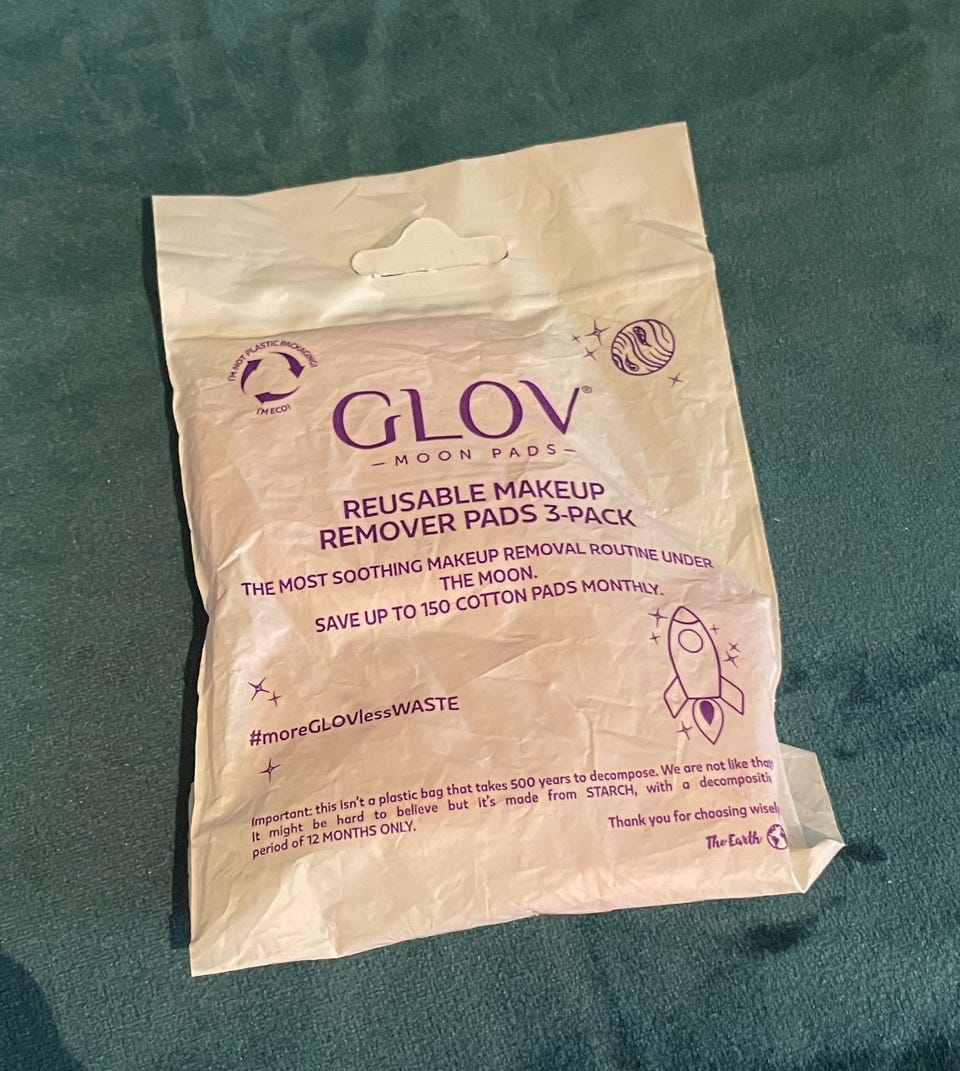 I'M NOT PLASTIC PACKAGING!
I'M ECO!
GLOV®
—MOON PADS—
REUSABLE MAKEUP
REMOVER PADS 3-PACK
THE MOST SOOTHING MAKEUP REMOVAL ROUTINE UNDER
THE MOON.
SAVE UP TO 150 COTTON PADS MONTHLY.
#moreGLOVlessWASTE
Important: this isn't a plastic bag that takes 500 years to decompose. We are not like
It might be hard to believe but it's made from STARCH, with a
period of 12 MONTHS ONLY.
Thank you for choosing
The Earth